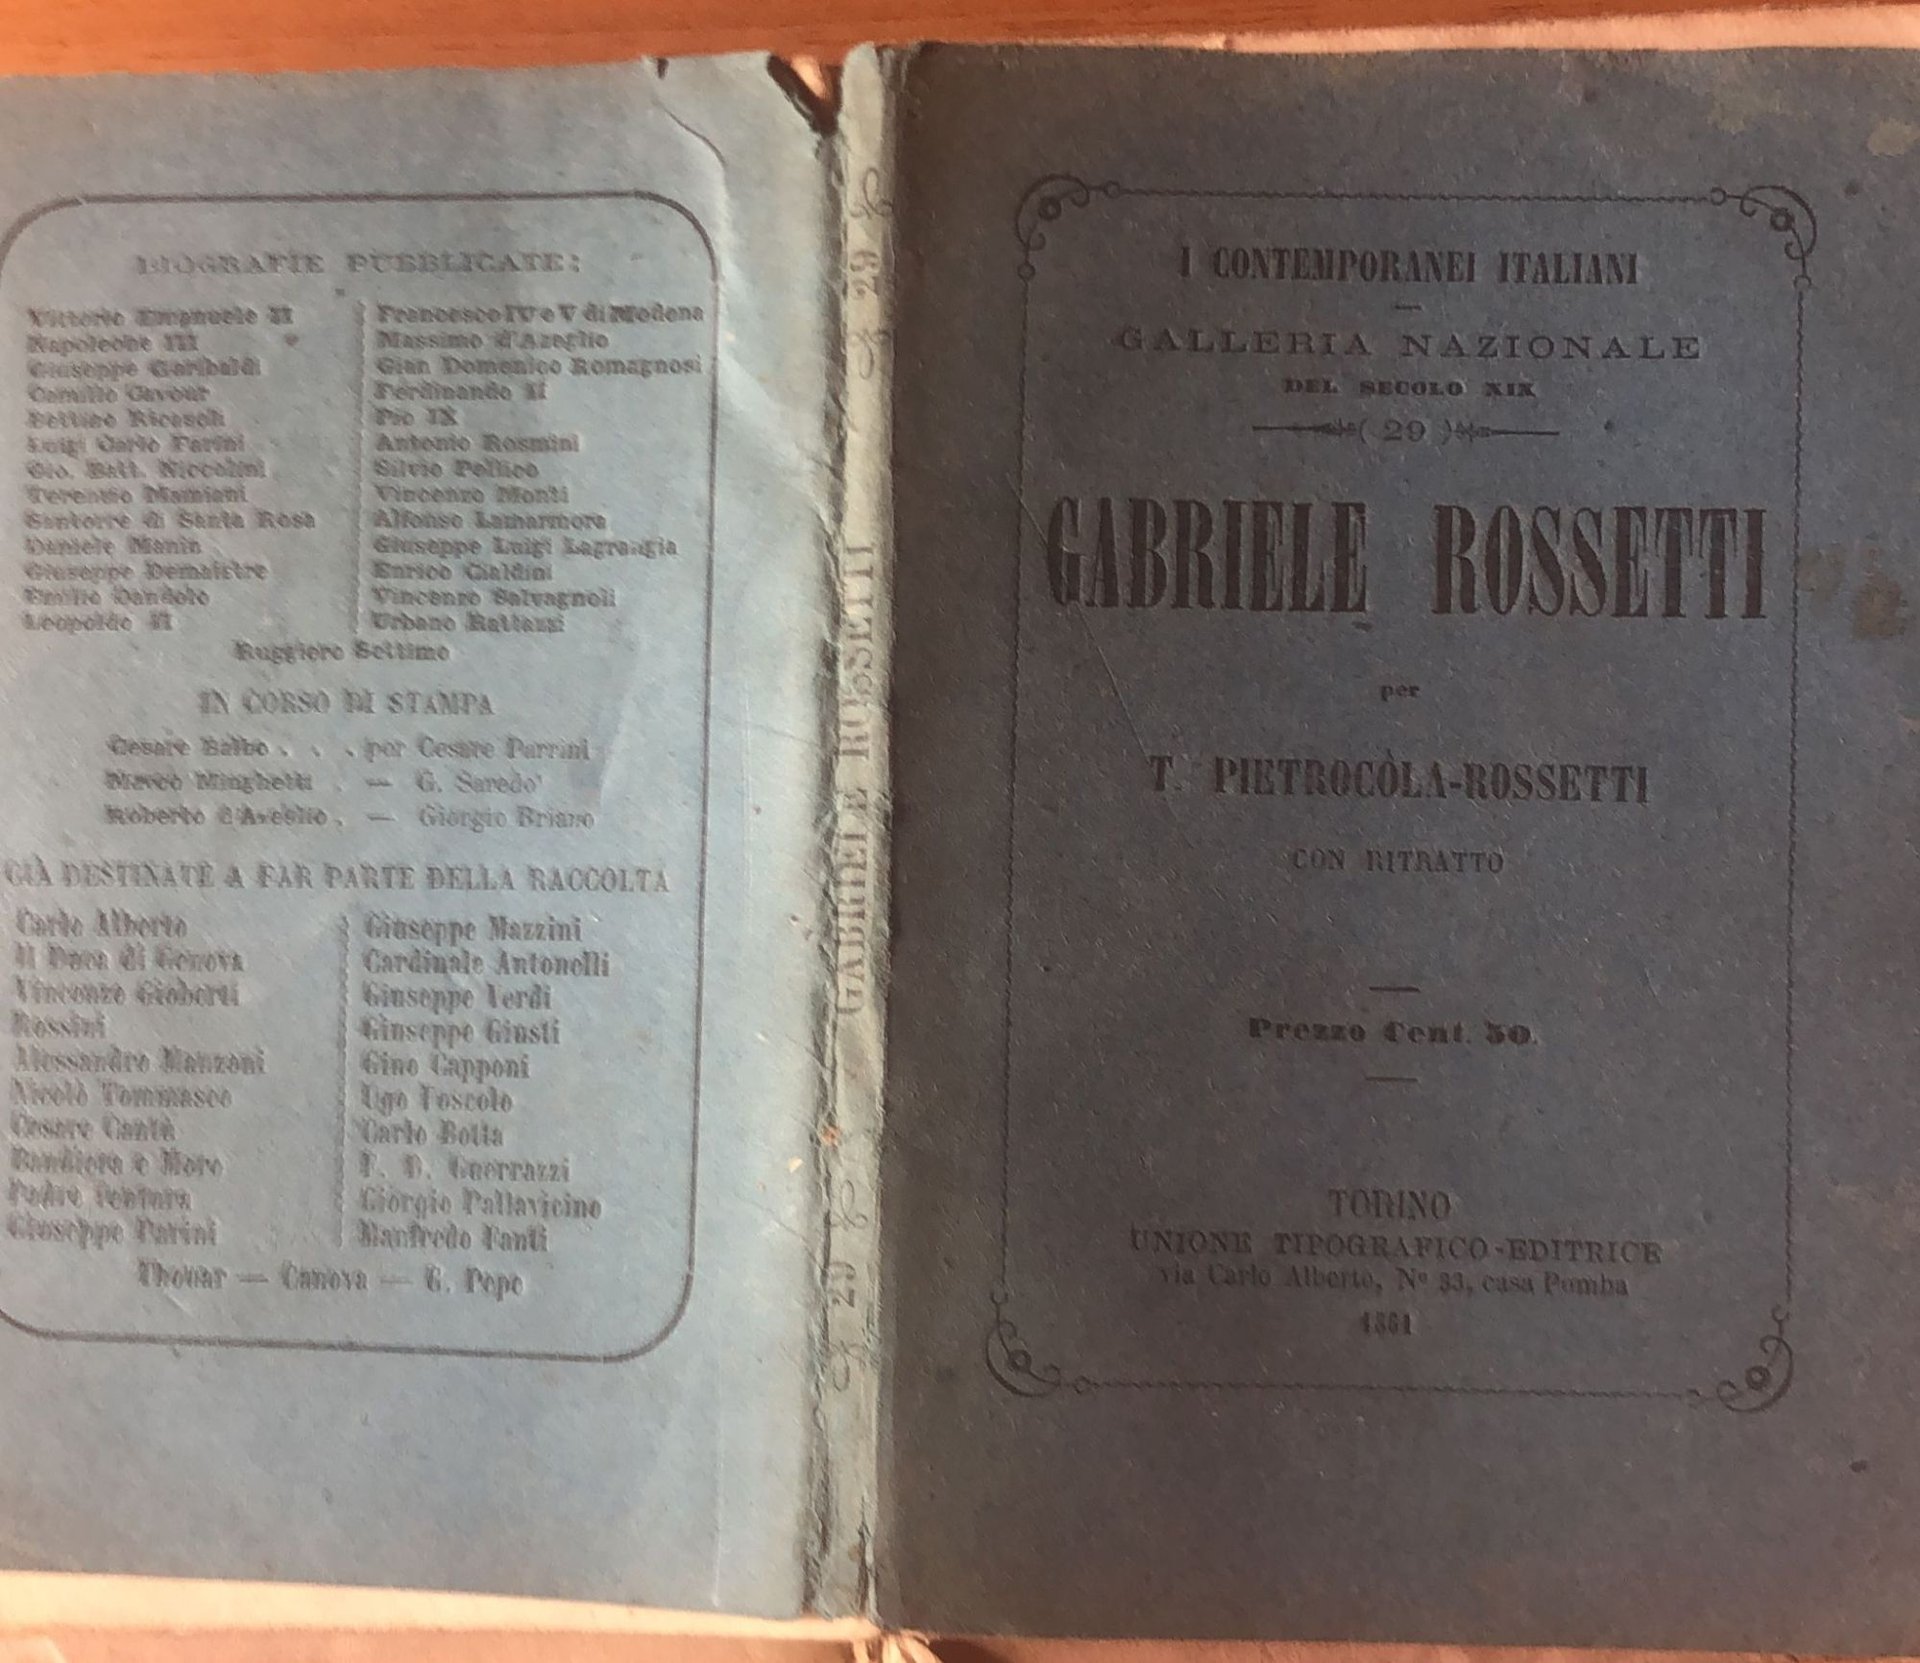 BIOGRAFIE PUBBLICATE:
Vittorio Emanuele II
Napoleone III
Giuseppe Garibaldi
Camillo Cavour
Bettino Ricasoli
Luigi Carlo Farini
Gio. Batt. Niccolini
Terenzio Mamiani
Santorre di Santa Rosa
Daniele Manin
Giuseppe Demaistre
Emilio Dandolo
Leopoldo II
Francesco IV e V di Modena
Massimo d'Azeglio
Gian Domenico Romagnosi
Ferdinando II
Pio IX
Antonio Rosmini
Silvio Pellico
Vincenzo Monti
Alfonso Lamarmora
Giuseppe Luigi Lagrangia
Enrico Cialdini
Vincenzo Salvagnoli
Urbano Rattazzi
Ruggiero Settimo
IN CORSO DI STAMPA
Cesare Balbo . . . per Cesare Parrini
Marco Minghetti . — G. Saredo
Roberto d'Azeglio . — Giorgio Briano
GIÀ DESTINATE A FAR PARTE DELLA RACCOLTA
Carlo Alberto
Il Duca di Genova
Vincenzo Gioberti
Rossini
Alessandro Manzoni
Nicolò Tommaseo
Cesare Cantù
Bandiera e Moro
Padre Ventura
Giuseppe Parini
Giuseppe Mazzini
Cardinale Antonelli
Giuseppe Verdi
Giuseppe Giusti
Gino Capponi
Ugo Foscolo
Carlo Botta
F. D. Guerrazzi
Giorgio Pallavicino
Manfredo Fanti
Thouar — Canova — G. Pepe
29 GABRIELE ROSSETTI 29
I CONTEMPORANEI ITALIANI
GALLERIA NAZIONALE
DEL SECOLO XIX
( 29 )
GABRIELE ROSSETTI
per
T. PIETROCÒLA-ROSSETTI
CON RITRATTO
Prezzo Cent. 50.
TORINO
UNIONE TIPOGRAFICO-EDITRICE
via Carlo Alberto, Nº 33, casa Pomba
1861